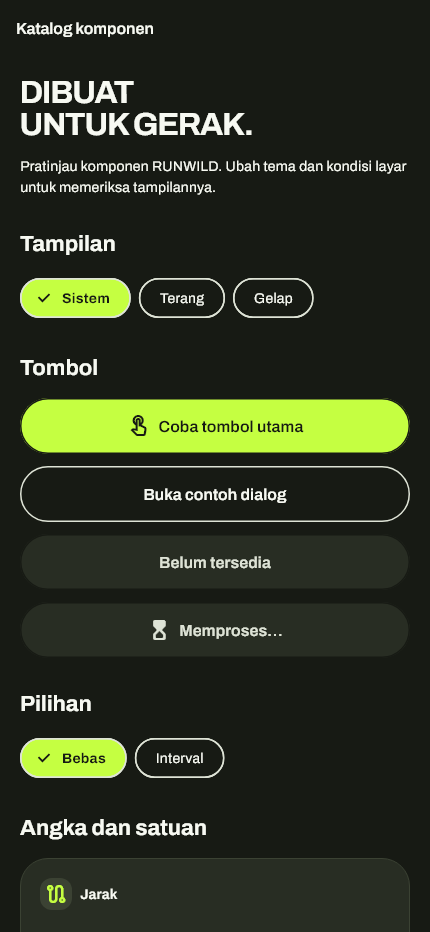 Katalog komponen
DIBUAT
UNTUK GERAK.
Pratinjau komponen RUNWILD. Ubah tema dan kondisi layar
untuk memeriksa tampilannya.
Tampilan
Sistem
Terang
Gelap
Tombol
Coba tombol utama
Buka contoh dialog
Belum tersedia
Memproses...
Pilihan
Bebas
Interval
Angka dan satuan
Jarak